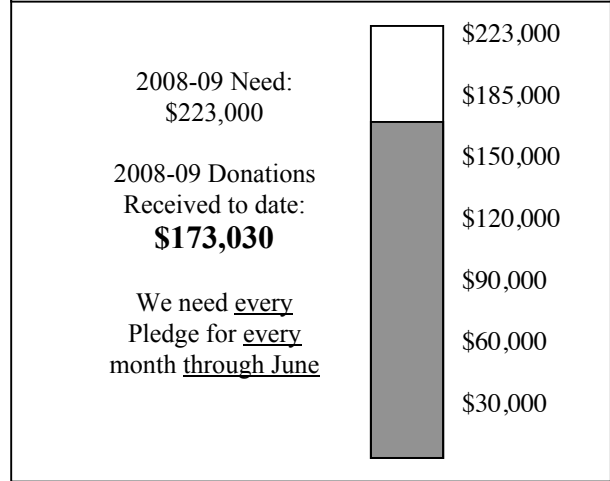 2008-09 Need:
$223,000
2008-09 Donations
Received to date:
$173,030
We need every
Pledge for every
month through June
$223,000
$185,000
$150,000
$120,000
$90,000
$60,000
$30,000